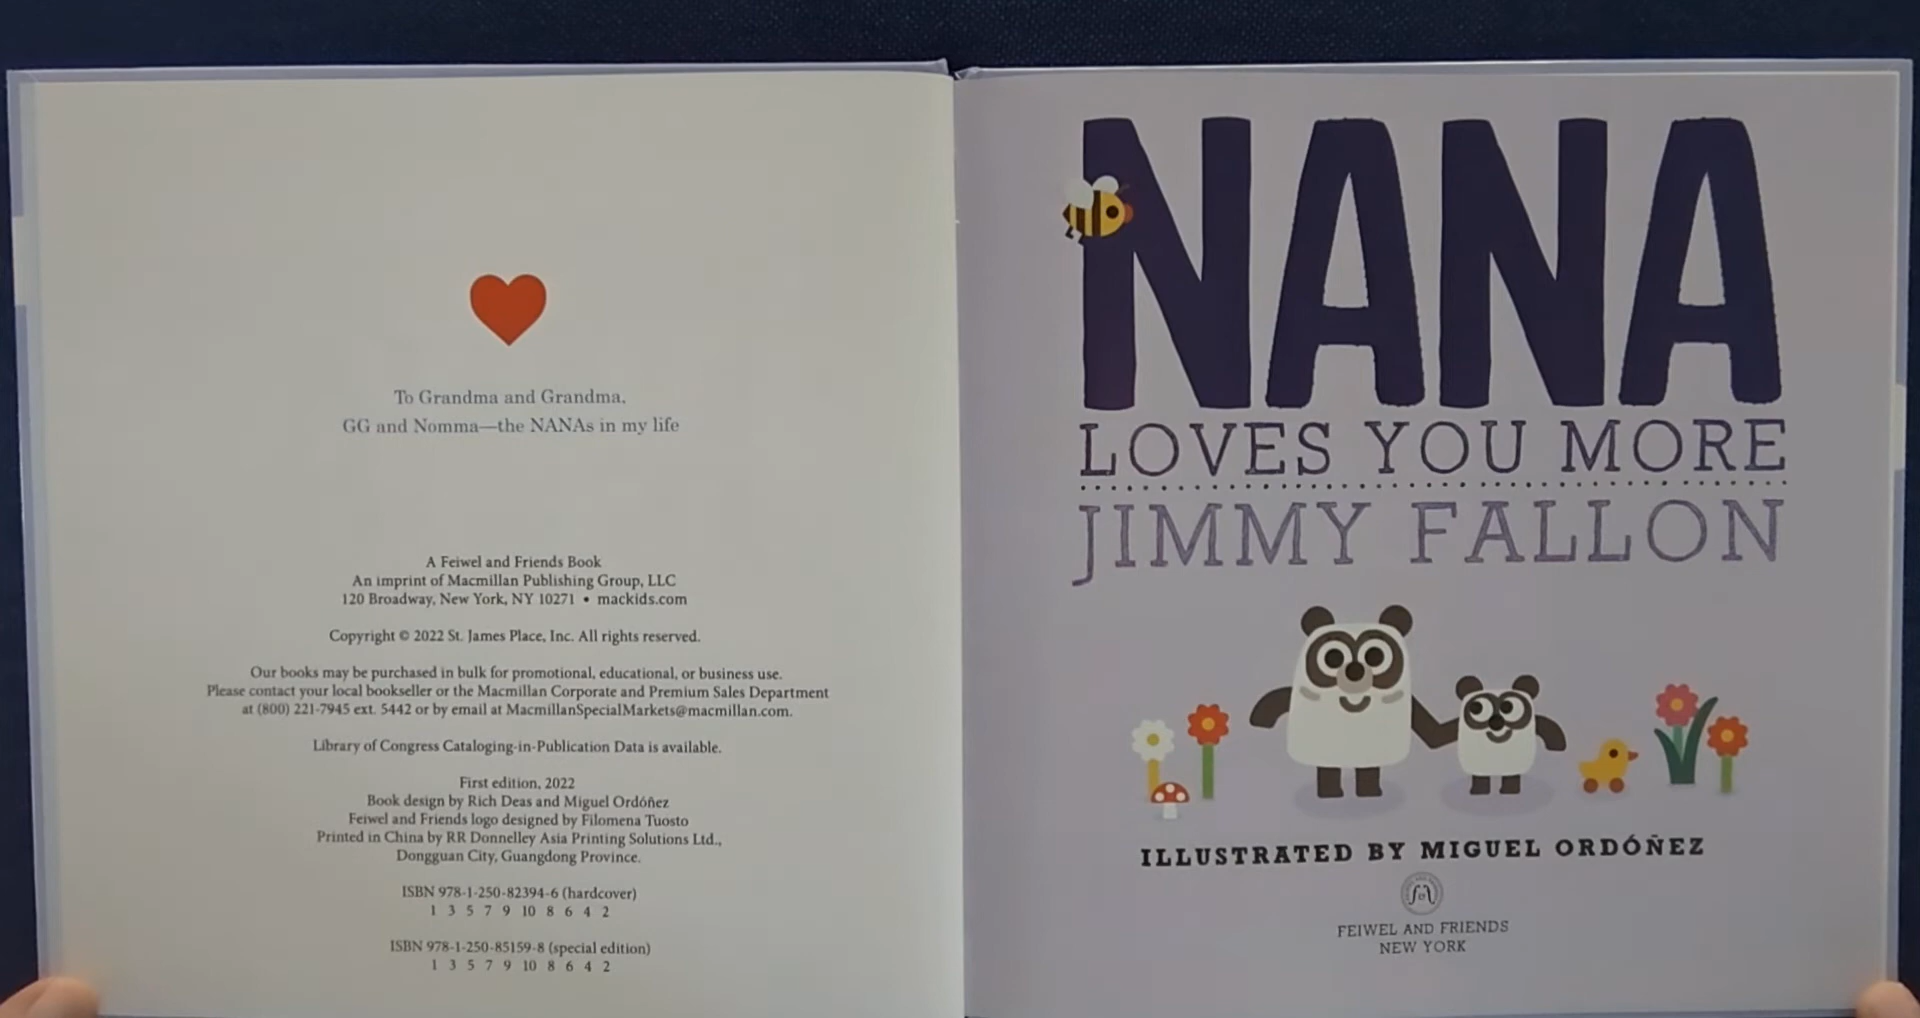 To Grandma and Grandma,
GG and Nomma—the NANAs in my life
A Feiwel and Friends Book
An imprint of Macmillan Publishing Group, LLC
120 Broadway, New York, NY 10271 • mackids.com
Copyright © 2022 St. James Place, Inc. All rights reserved.
Our books may be purchased in bulk for promotional, educational, or business use.
Please contact your local bookseller or the Macmillan Corporate and Premium Sales Department
at (800) 221-7945 ext. 5442 or by email at MacmillanSpecialMarkets@macmillan.com.
Library of Congress Cataloging-in-Publication Data is available.
First edition, 2022
Book design by Rich Deas and Miguel Ordóñez
Feiwel and Friends logo designed by Filomena Tuosto
Printed in China by RR Donnelley Asia Printing Solutions Ltd.,
Dongguan City, Guangdong Province.
ISBN 978-1-250-82394-6 (hardcover)
1 3 5 7 9 10 8 6 4 2
ISBN 978-1-250-85159-8 (special edition)
1 3 5 7 9 10 8 6 4 2
NANA
LOVES YOU MORE
JIMMY FALLON
ILLUSTRATED BY MIGUEL ORDÓÑEZ
FEIWEL AND FRIENDS
NEW YORK